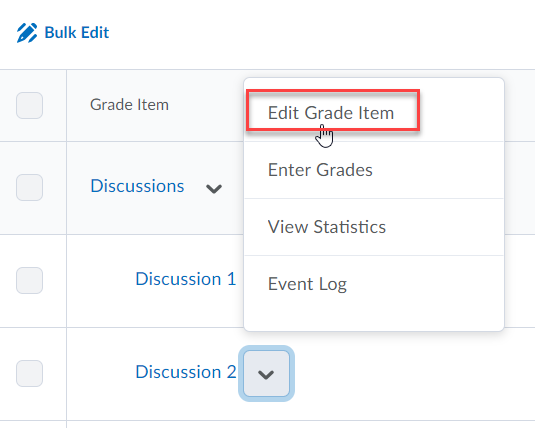 Bulk Edit
Grade Item
Edit Grade Item
Enter Grades
Discussions
View Statistics
Discussion 1
Event Log
Discussion 2